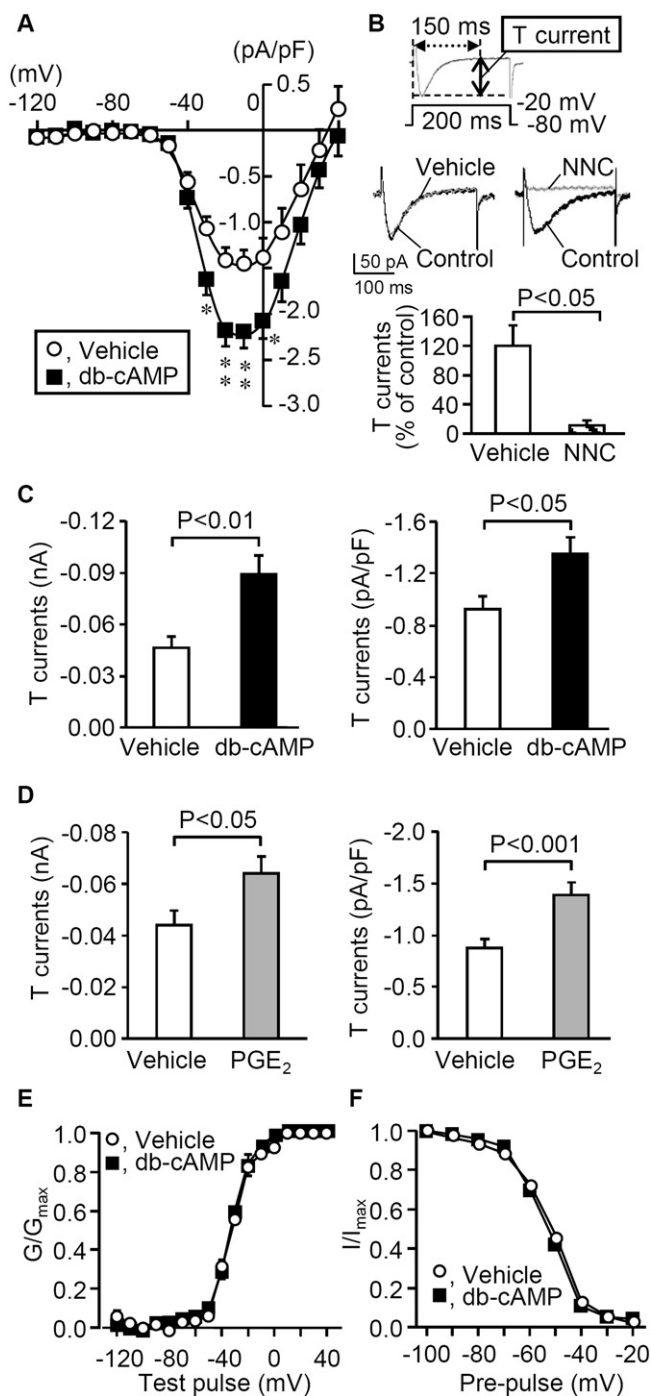 A
(mV)
(pA/pF)
-120 -80 -40 0 0.5
-0.5
-1.0
-2.0
-2.5
-3.0
*
*
*
*
*
*
, Vehicle
, db-cAMP
B
150 ms
T current
200 ms
-20 mV
-80 mV
Vehicle
Control
NNC
Control
50 pA
100 ms
P<0.05
T currents
(% of control)
160
120
80
40
0
Vehicle NNC
C
T currents (nA)
-0.12
-0.09
-0.06
-0.03
0.00
P<0.01
Vehicle db-cAMP
T currents (pA/pF)
-1.6
-1.2
-0.8
-0.4
0.0
P<0.05
Vehicle db-cAMP
D
T currents (nA)
-0.08
-0.06
-0.04
-0.02
0.00
P<0.05
Vehicle PGE2
T currents (pA/pF)
-2.0
-1.5
-1.0
-0.5
0.0
P<0.001
Vehicle PGE2
E
G/Gmax
1.0
0.8
0.6
0.4
0.2
0.0
, Vehicle
, db-cAMP
-120 -80 -40 0 40
Test pulse (mV)
F
I/Imax
1.0
0.8
0.6
0.4
0.2
0.0
, Vehicle
, db-cAMP
-100 -80 -60 -40 -20
Pre-pulse (mV)